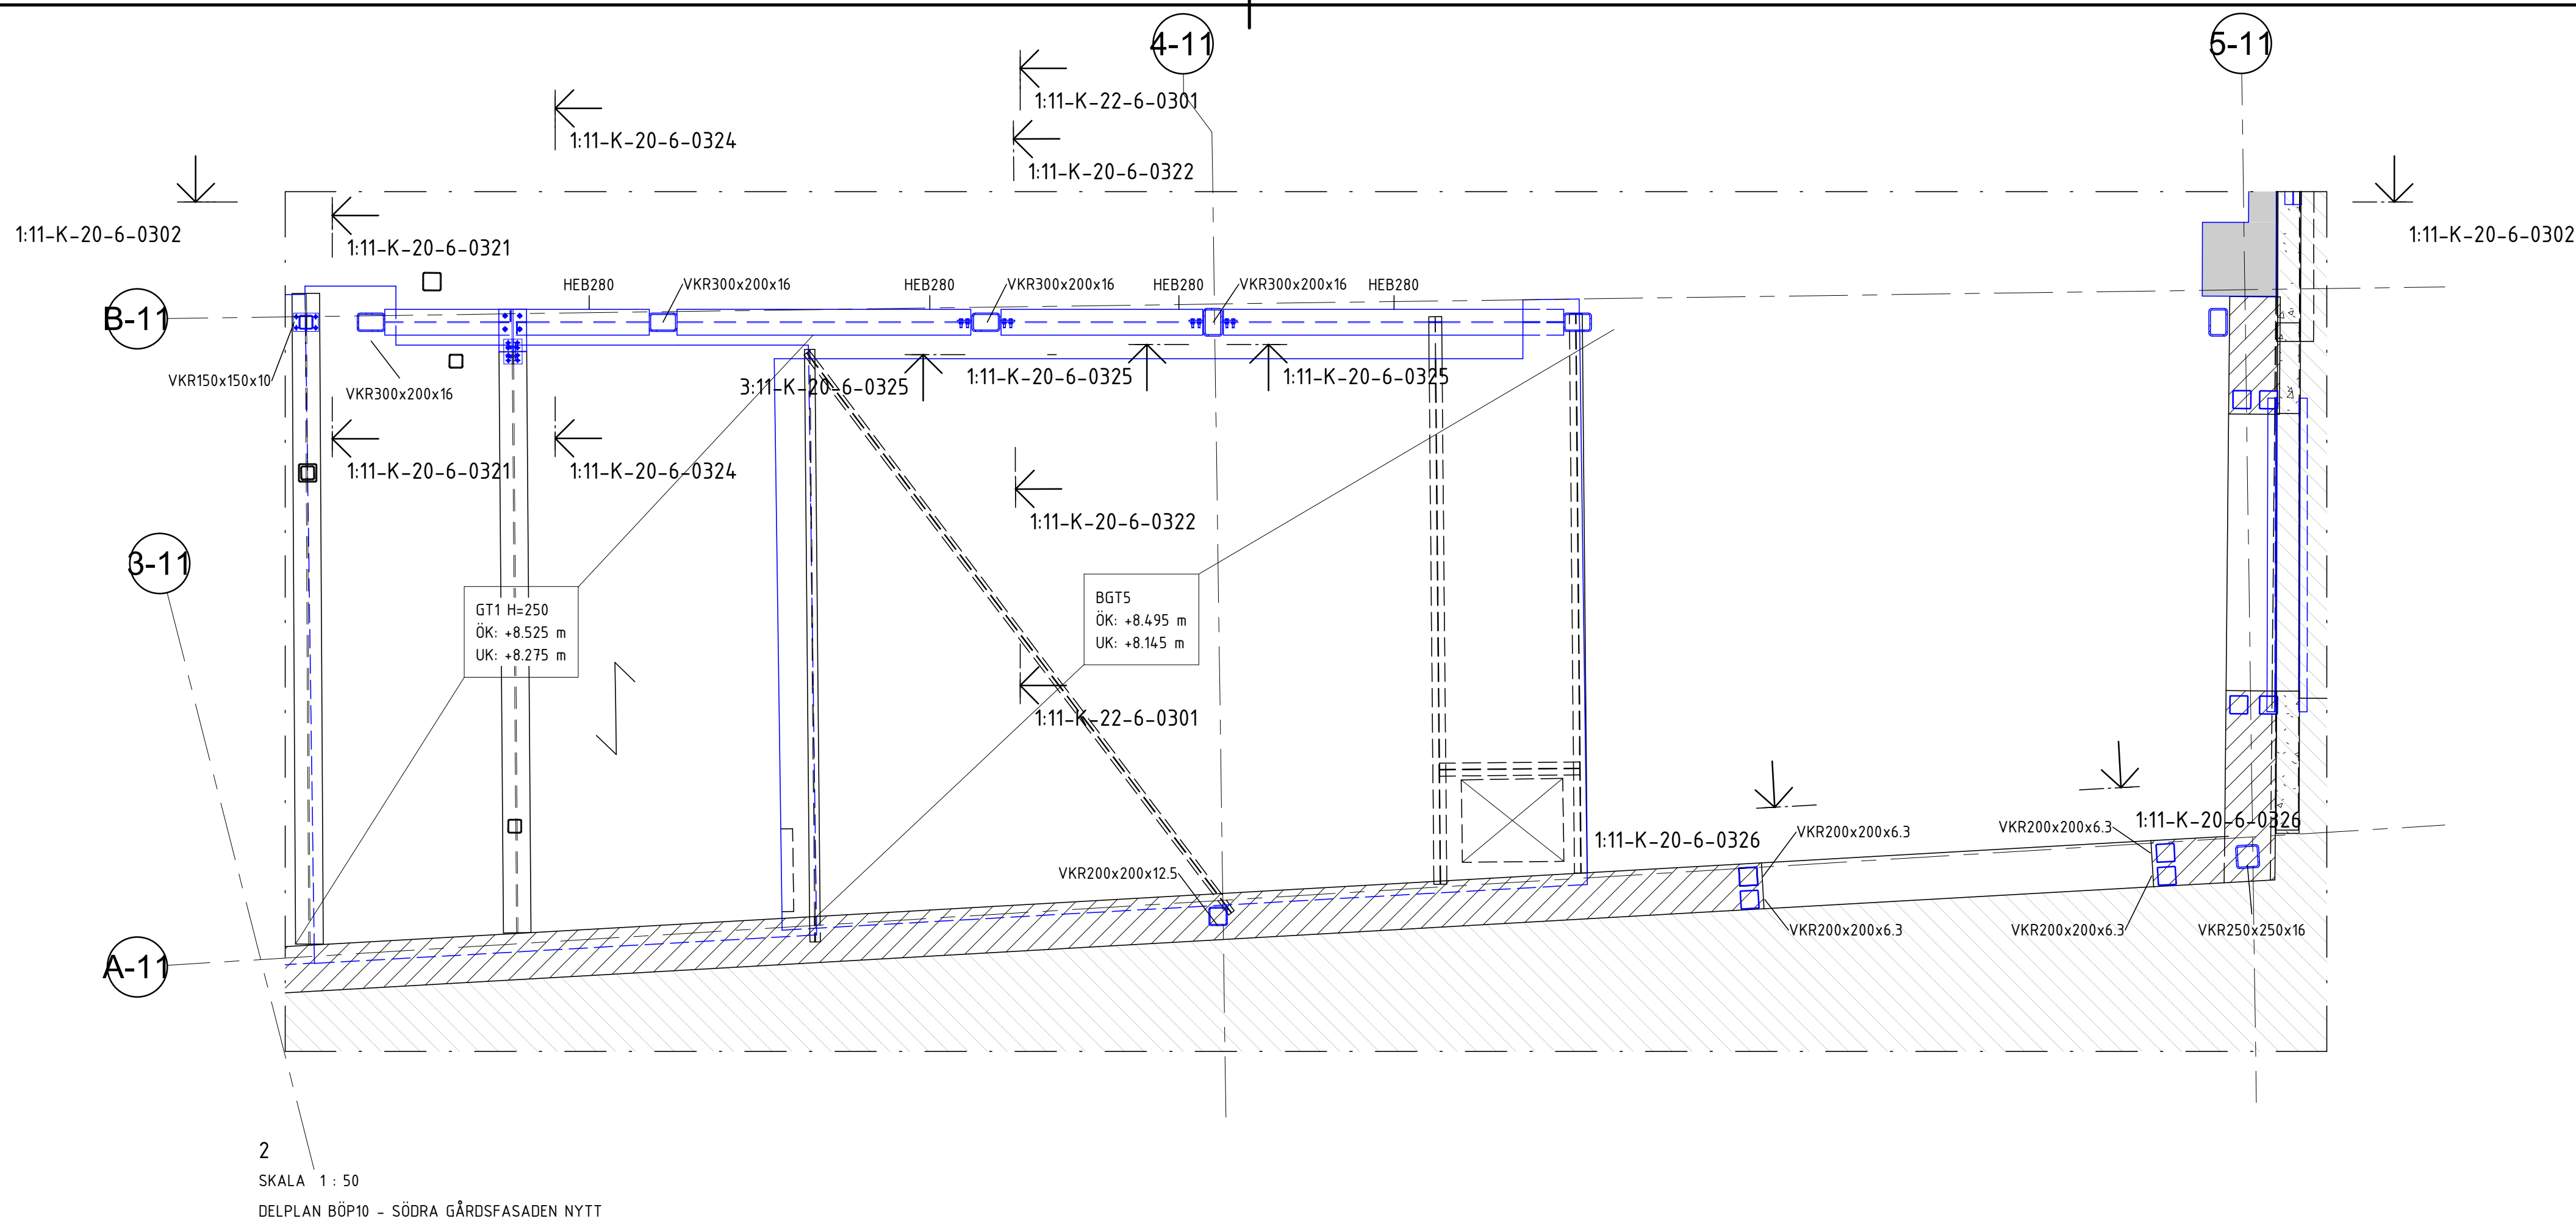 4-11
5-11
1:11-K-22-6-0301
1:11-K-20-6-0324
1:11-K-20-6-0322
1:11-K-20-6-0302
1:11-K-20-6-0321
1:11-K-20-6-0302
HEB280
VKR300x200x16
HEB280
VKR300x200x16
HEB280
VKR300x200x16
HEB280
B-11
VKR150x150x10
VKR300x200x16
3:11-K-20-6-0325
1:11-K-20-6-0325
1:11-K-20-6-0325
1:11-K-20-6-0321
1:11-K-20-6-0324
1:11-K-20-6-0322
3-11
GT1 H=250
ÖK: +8.525 m
UK: +8.275 m
BGT5
ÖK: +8.495 m
UK: +8.145 m
1:11-K-22-6-0301
1:11-K-20-6-0326
VKR200x200x6.3
VKR200x200x6.3
1:11-K-20-6-0326
VKR200x200x12.5
VKR200x200x6.3
VKR200x200x6.3
VKR250x250x16
A-11
2
SKALA 1 : 50
DELPLAN BÖP10 - SÖDRA GÅRDSFASADEN NYTT